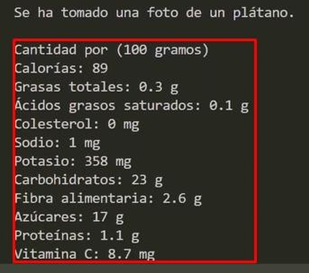 Se ha tomado una foto de un plátano.
Cantidad por (100 gramos)
Calorías: 89
Grasas totales: 0.3 g
Ácidos grasos saturados: 0.1 g
Colesterol: 0 mg
Sodio: 1 mg
Potasio: 358 mg
Carbohidratos: 23 g
Fibra alimentaria: 2.6 g
Azúcares: 17 g
Proteínas: 1.1 g
Vitamina C: 8.7 mg